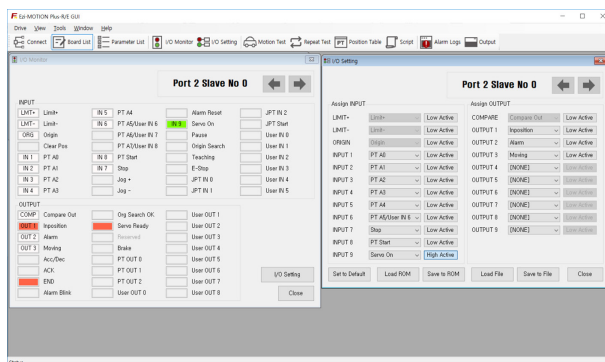 Ezi-MOTION Plus-R/E GUI
Drive View Tools Window Help
Connect Board List Parameter List I/O Monitor I/O Setting Motion Test Repeat Test PT Position Table Script Alarm Logs Output
I/O Monitor
Port 2 Slave No 0
INPUT
LMT+ Limit+ IN 5 PT A4 Alarm Reset JPT IN 2
LMT- Limit- IN 6 PT A5/User IN 6 IN 9 Servo On JPT Start
ORG Origin PT A6/User IN 7 Pause User IN 0
Clear Pos PT A7/User IN 8 Origin Search User IN 1
IN 1 PT A0 IN 8 PT Start Teaching User IN 2
IN 2 PT A1 IN 7 Stop E-Stop User IN 3
IN 3 PT A2 Jog + JPT IN 0 User IN 4
IN 4 PT A3 Jog - JPT IN 1 User IN 5
OUTPUT
COMP Compare Out Org Search OK User OUT 1
OUT 1 Inposition Servo Ready User OUT 2
OUT 2 Alarm Reserved User OUT 3
OUT 3 Moving Brake User OUT 4
Acc/Dec PT OUT 0 User OUT 5
ACK PT OUT 1 User OUT 6
END PT OUT 2 User OUT 7
Alarm Blink User OUT 0 User OUT 8
I/O Setting
Close
I/O Setting
Port 2 Slave No 0
Assign INPUT Assign OUTPUT
LIMIT+ Limit+ Low Active COMPARE Compare Out Low Active
LIMIT- Limit- Low Active OUTPUT 1 Inposition Low Active
ORIGIN Origin Low Active OUTPUT 2 Alarm Low Active
INPUT 1 PT A0 Low Active OUTPUT 3 Moving Low Active
INPUT 2 PT A1 Low Active OUTPUT 4 [NONE] Low Active
INPUT 3 PT A2 Low Active OUTPUT 5 [NONE] Low Active
INPUT 4 PT A3 Low Active OUTPUT 6 [NONE] Low Active
INPUT 5 PT A4 Low Active OUTPUT 7 [NONE] Low Active
INPUT 6 PT A5/User IN 6 Low Active OUTPUT 8 [NONE] Low Active
INPUT 7 Stop Low Active OUTPUT 9 [NONE] Low Active
INPUT 8 PT Start Low Active
INPUT 9 Servo On High Active
Set to Default Load ROM Save to ROM Load File Save to File Close